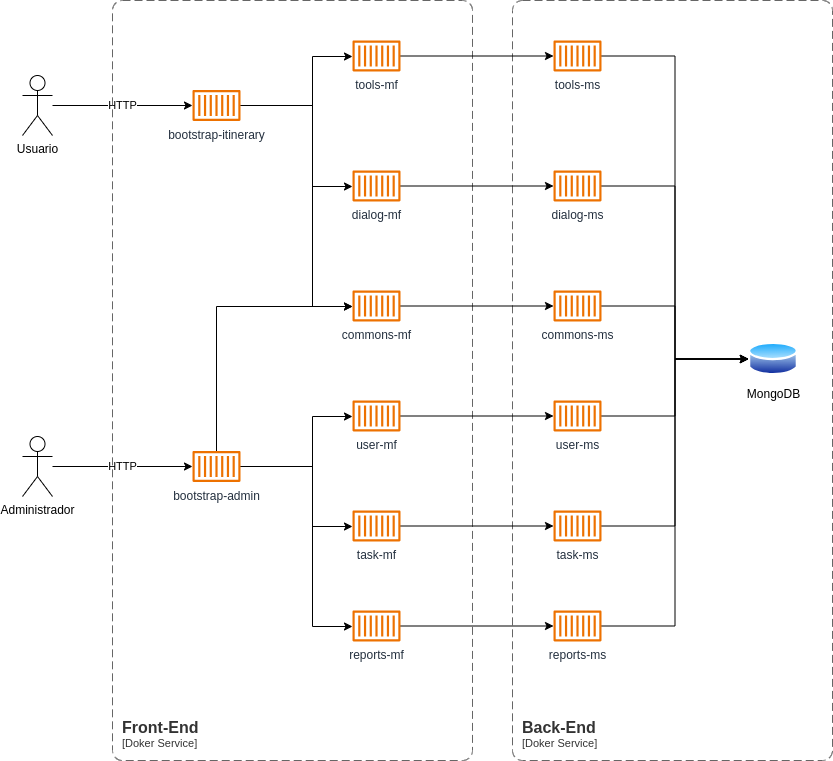 tools-mf
tools-ms
HTTP
Usuario
bootstrap-itinerary
dialog-mf
dialog-ms
commons-mf
commons-ms
MongoDB
user-mf
user-ms
HTTP
Administrador
bootstrap-admin
task-mf
task-ms
reports-mf
reports-ms
Front-End
[Doker Service]
Back-End
[Doker Service]